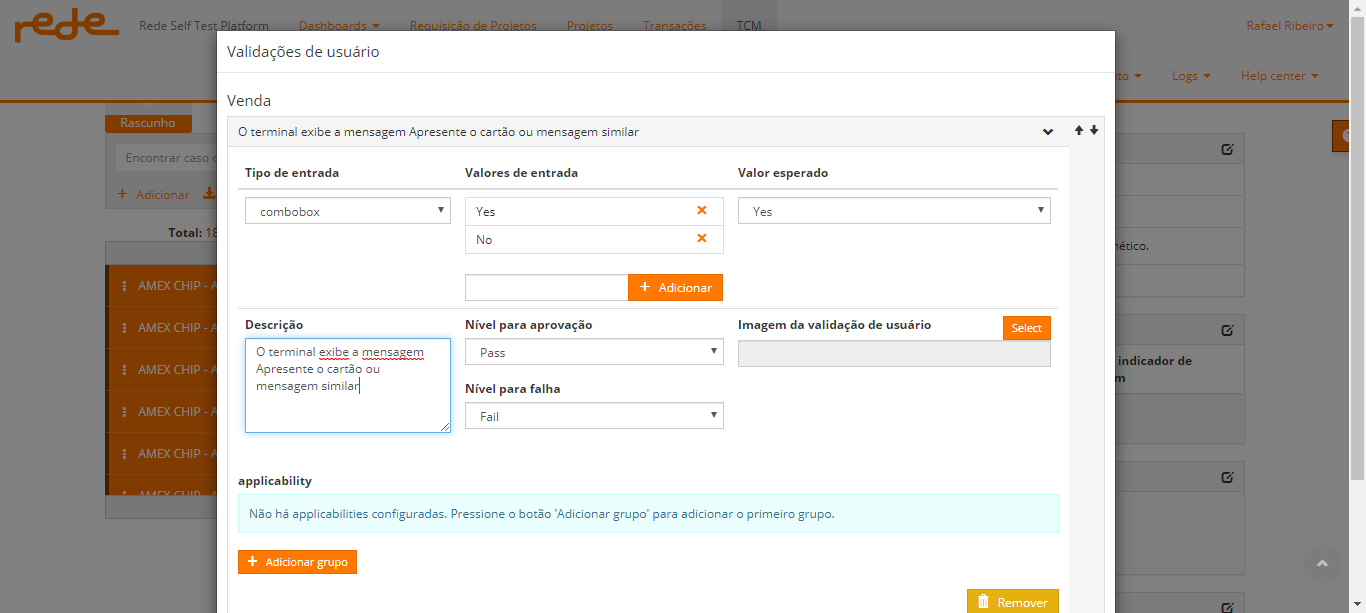 rede
Rede Self Test Platform
Dashboards
Requisição de Projetos
Projetos
Transações
TCM
Rafael Ribeiro
Logs
Help center
Validações de usuário
Venda
O terminal exibe a mensagem Apresente o cartão ou mensagem similar
Rascunho
Encontrar caso
Adicionar
Total: 18
AMEX CHIP - A
AMEX CHIP - A
AMEX CHIP - A
AMEX CHIP - A
AMEX CHIP - A
AMEX CHIP - A
Tipo de entrada
Valores de entrada
Valor esperado
combobox
Yes
Yes
No
Adicionar
Descrição
Nível para aprovação
Imagem da validação de usuário
Select
O terminal exibe a mensagem
Apresente o cartão ou
mensagem similar
Pass
Nível para falha
Fail
indicador de
applicability
Não há applicabilities configuradas. Pressione o botão 'Adicionar grupo' para adicionar o primeiro grupo.
Adicionar grupo
Remover